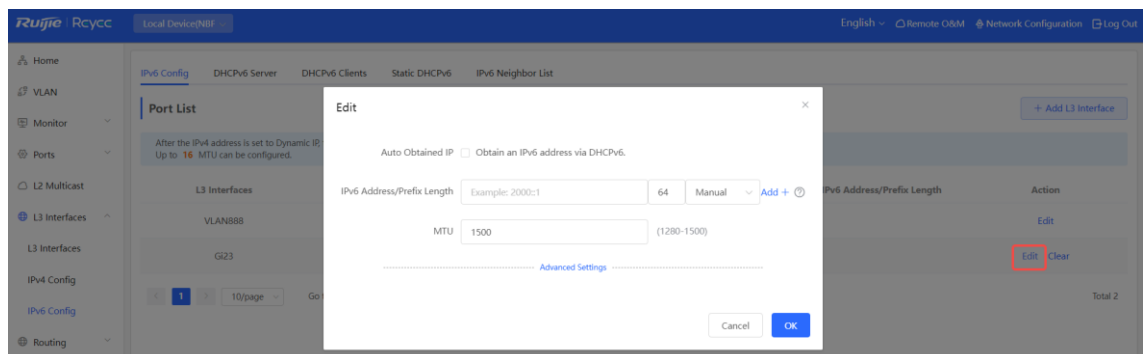 Ruijie Rcycc Local Device(NBF English Remote O&M Network Configuration Log Out
Home
VLAN
Monitor
Ports
L2 Multicast
L3 Interfaces
L3 Interfaces
IPv4 Config
IPv6 Config
Routing
IPv6 Config DHCPv6 Server DHCPv6 Clients Static DHCPv6 IPv6 Neighbor List
Port List + Add L3 Interface
After the IPv4 address is set to Dynamic IP,
Up to 16 MTU can be configured.
L3 Interfaces IPv6 Address/Prefix Length Action
VLAN888 Edit
Gi23 Edit Clear
1 10/page Go Total 2
Edit
Auto Obtained IP Obtain an IPv6 address via DHCPv6.
IPv6 Address/Prefix Length Example: 2000::1 64 Manual Add +
MTU 1500 (1280-1500)
Advanced Settings
Cancel OK